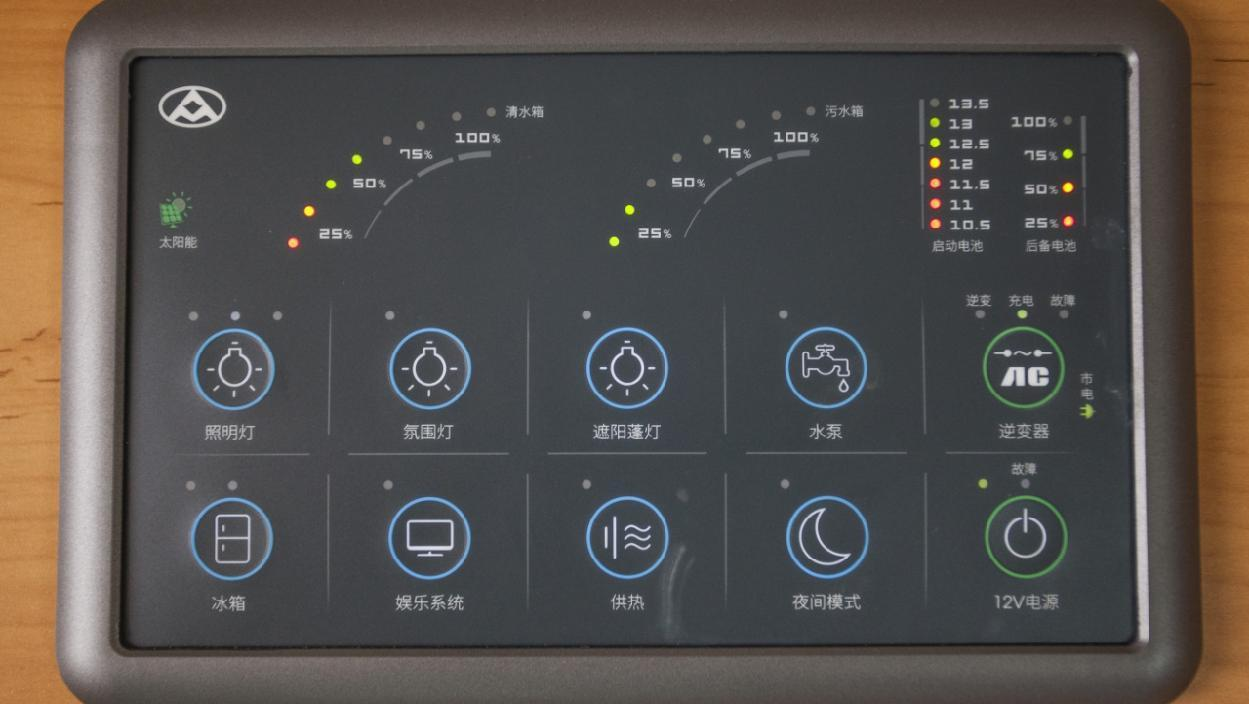 清水箱
100%
75%
50%
25%
污水箱
100%
75%
50%
25%
13.5
13
12.5
12
11.5
11
10.5
启动电池
100%
75%
50%
25%
后备电池
太阳能
逆变 充电 故障
AC
市电
照明灯
氛围灯
遮阳蓬灯
水泵
逆变器
故障
冰箱
娱乐系统
供热
夜间模式
12V电源